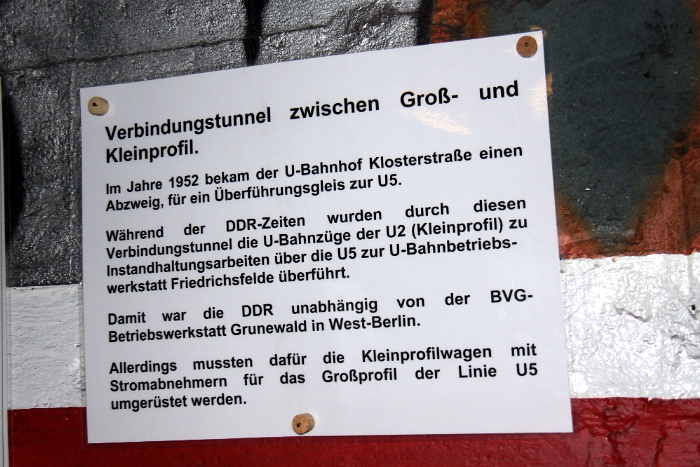 Verbindungstunnel zwischen Groß- und
Kleinprofil.
Im Jahre 1952 bekam der U-Bahnhof Klosterstraße einen
Abzweig, für ein Überführungsgleis zur U5.
Während der DDR-Zeiten wurden durch diesen
Verbindungstunnel die U-Bahnzüge der U2 (Kleinprofil) zu
Instandhaltungsarbeiten über die U5 zur U-Bahnbetriebs-
werkstatt Friedrichsfelde überführt.
Damit war die DDR unabhängig von der BVG-
Betriebswerkstatt Grunewald in West-Berlin.
Allerdings mussten dafür die Kleinprofilwagen mit
Stromabnehmern für das Großprofil der Linie U5
umgerüstet werden.